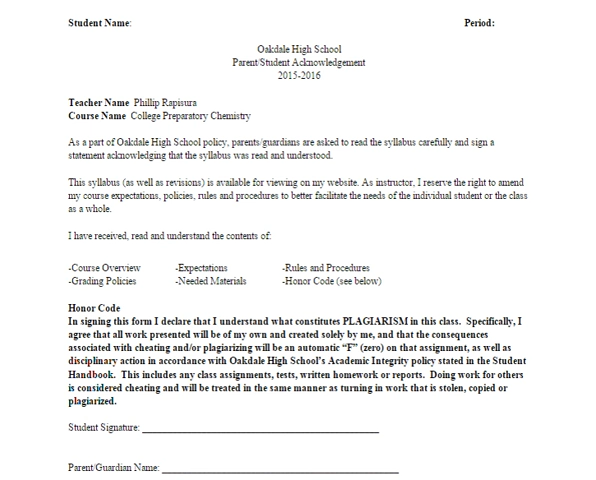 Student Name: Period:
Oakdale High School
Parent/Student Acknowledgement
2015-2016
Teacher Name Phillip Rapisura
Course Name College Preparatory Chemistry
As a part of Oakdale High School policy, parents/guardians are asked to read the syllabus carefully and sign a
statement acknowledging that the syllabus was read and understood.
This syllabus (as well as revisions) is available for viewing on my website. As instructor, I reserve the right to amend
my course expectations, policies, rules and procedures to better facilitate the needs of the individual student or the class
as a whole.
I have received, read and understand the contents of:
-Course Overview -Expectations -Rules and Procedures
-Grading Policies -Needed Materials -Honor Code (see below)
Honor Code
In signing this form I declare that I understand what constitutes PLAGIARISM in this class. Specifically, I
agree that all work presented will be of my own and created solely by me, and that the consequences
associated with cheating and/or plagiarizing will be an automatic “F” (zero) on that assignment, as well as
disciplinary action in accordance with Oakdale High School's Academic Integrity policy stated in the Student
Handbook. This includes any class assignments, tests, written homework or reports. Doing work for others
is considered cheating and will be treated in the same manner as turning in work that is stolen, copied or
plagiarized.
Student Signature: ___________________________________________
Parent/Guardian Name: ___________________________________________